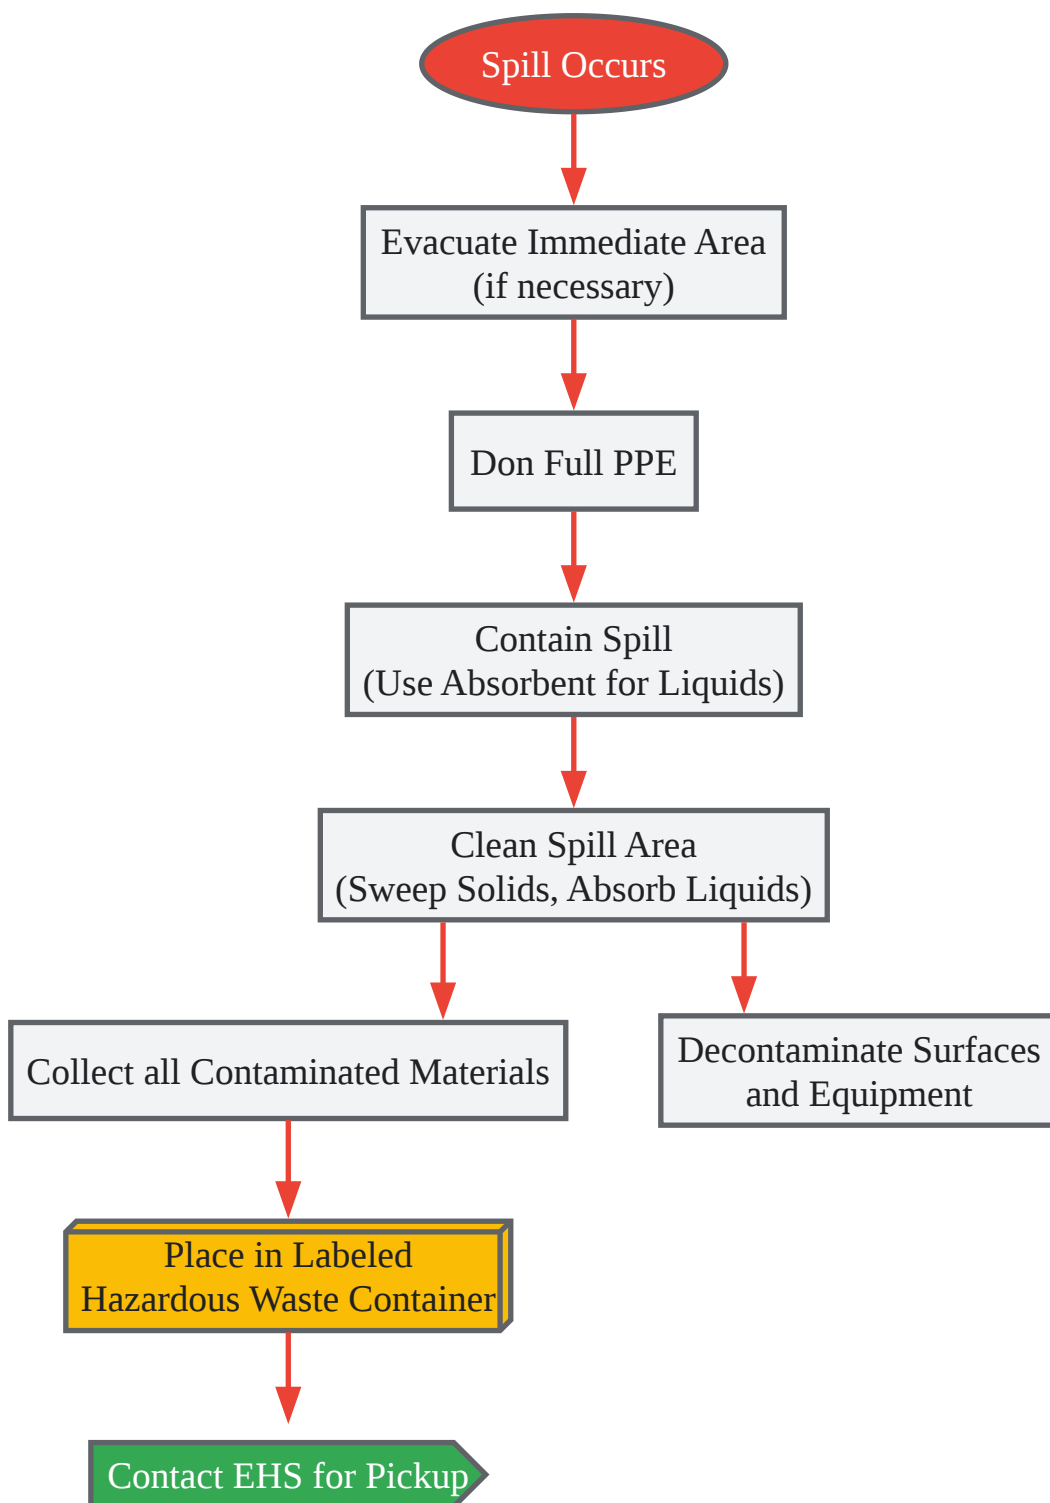 Spill Occurs
Evacuate Immediate Area
(if necessary)
Don Full PPE
Contain Spill
(Use Absorbent for Liquids)
Clean Spill Area
(Sweep Solids, Absorb Liquids)
Collect all Contaminated Materials
Decontaminate Surfaces
and Equipment
Place in Labeled
Hazardous Waste Container
Contact EHS for Pickup